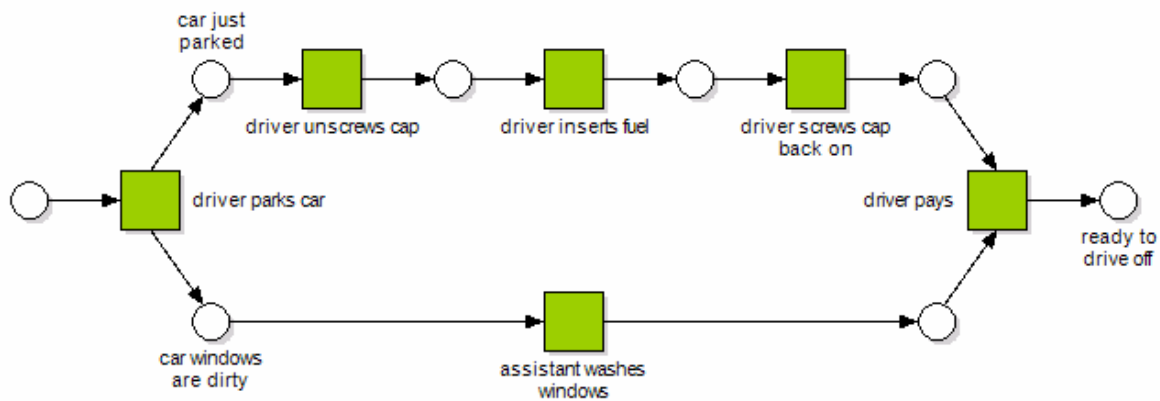 car just
parked
driver unscrews cap
driver inserts fuel
driver screws cap
back on
driver parks car
driver pays
ready to
drive off
car windows
are dirty
assistant washes
windows